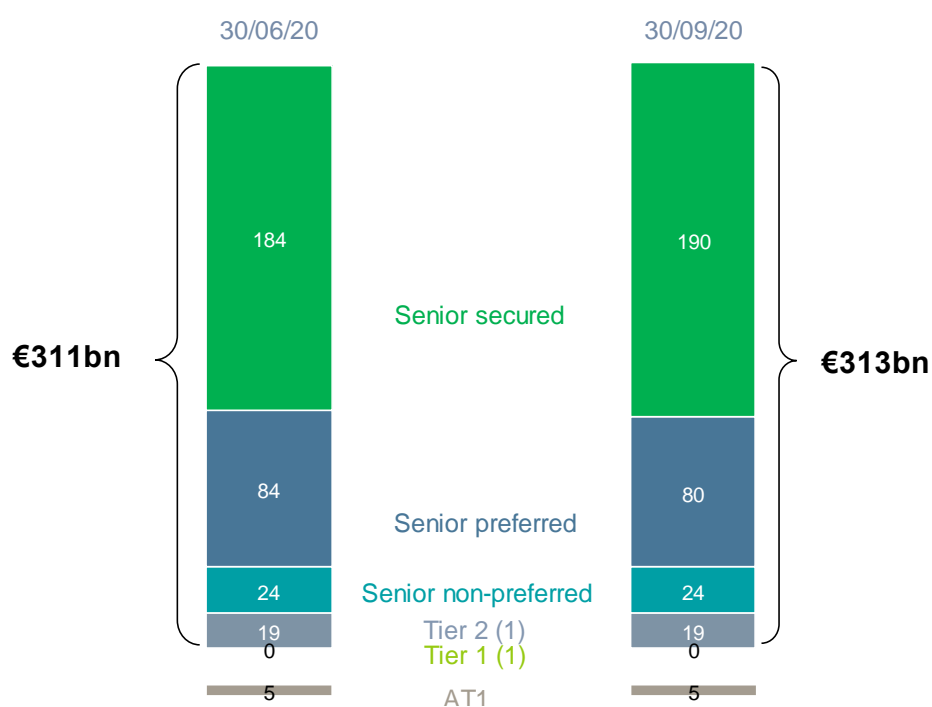 30/06/20 30/09/20
184 190
Senior secured
€311bn €313bn
84 80
Senior preferred
24 Senior non-preferred 24
19 Tier 2 (1) 19
0 Tier 1 (1) 0
5 AT1 5